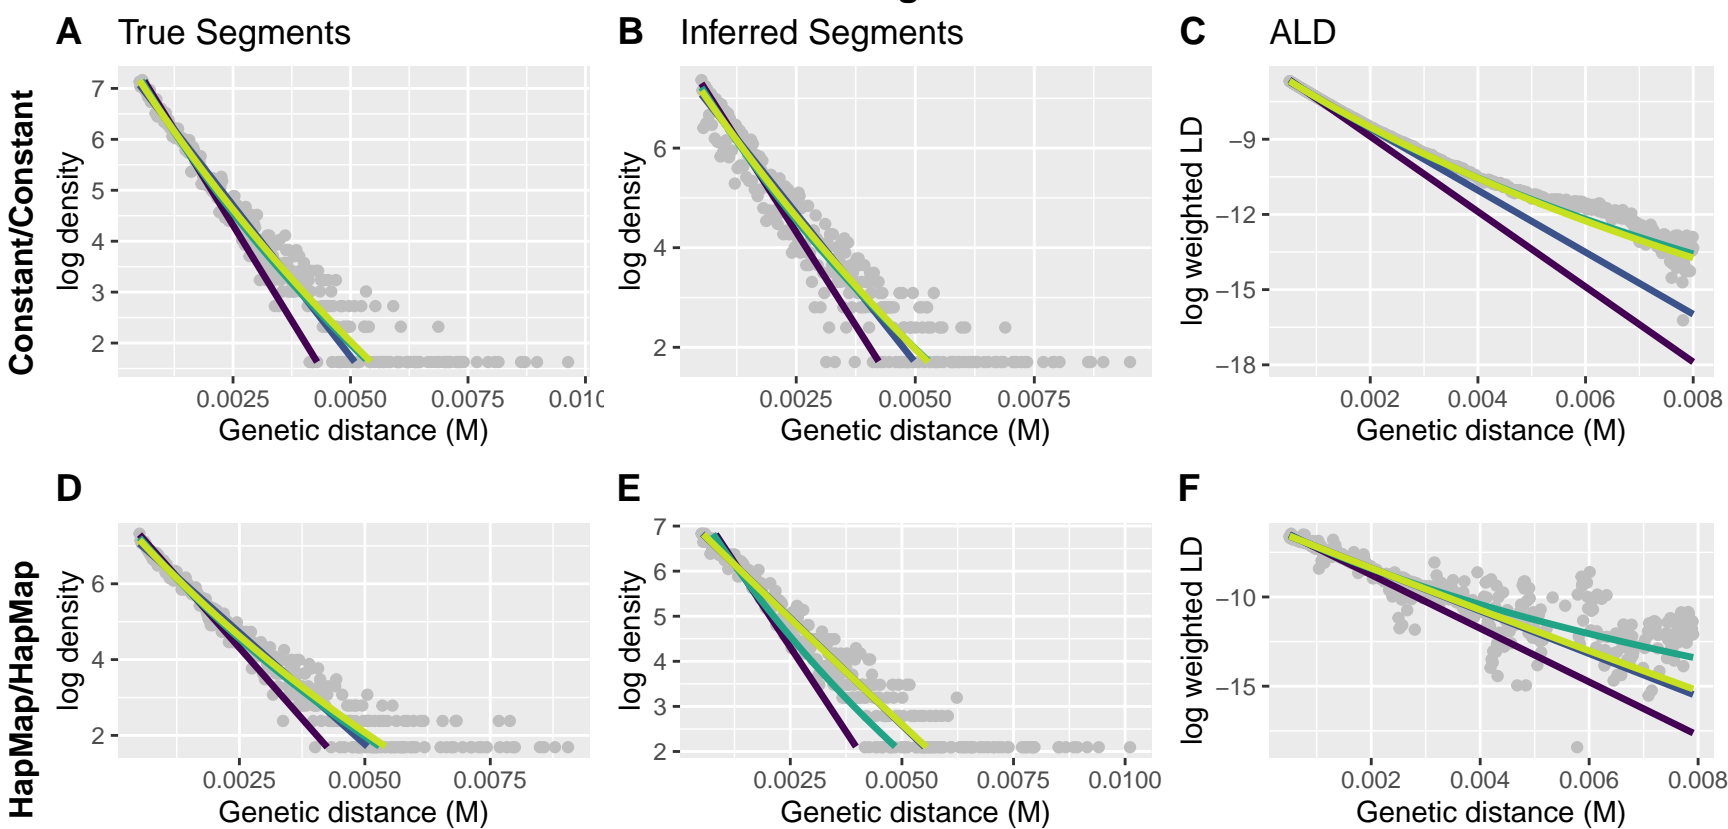 A True Segments
B Inferred Segments
C ALD
Constant/Constant
log density
7
6
5
4
3
2
0.0025 0.0050 0.0075
Genetic distance (M)
log density
6
4
2
0.0025 0.0050 0.0075
Genetic distance (M)
log weighted LD
−9
−12
−15
−18
0.002 0.004 0.006 0.008
Genetic distance (M)
D
E
F
HapMap/HapMap
log density
6
4
2
0.0025 0.0050 0.0075
Genetic distance (M)
log density
7
6
5
4
3
2
0.0025 0.0050 0.0075 0.0100
Genetic distance (M)
log weighted LD
−10
−15
0.002 0.004 0.006 0.008
Genetic distance (M)